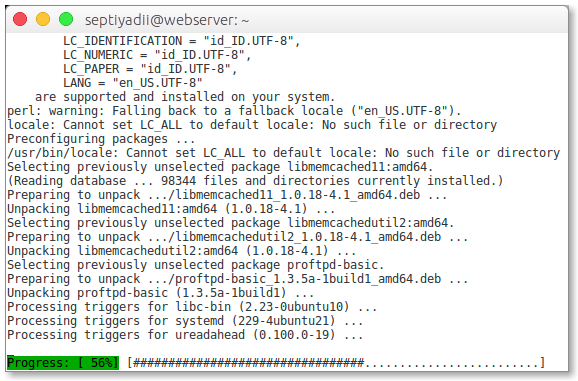 septiyadii@webserver: ~
LC_IDENTIFICATION = "id_ID.UTF-8",
LC_NUMERIC = "id_ID.UTF-8",
LC_PAPER = "id_ID.UTF-8",
LANG = "en_US.UTF-8"
are supported and installed on your system.
perl: warning: Falling back to a fallback locale ("en_US.UTF-8").
locale: Cannot set LC_ALL to default locale: No such file or directory
Preconfiguring packages ...
/usr/bin/locale: Cannot set LC_ALL to default locale: No such file or directory
Selecting previously unselected package libmemcached11:amd64.
(Reading database ... 98344 files and directories currently installed.)
Preparing to unpack .../libmemcached11_1.0.18-4.1_amd64.deb ...
Unpacking libmemcached11:amd64 (1.0.18-4.1) ...
Selecting previously unselected package libmemcachedutil2:amd64.
Preparing to unpack .../libmemcachedutil2_1.0.18-4.1_amd64.deb ...
Unpacking libmemcachedutil2:amd64 (1.0.18-4.1) ...
Selecting previously unselected package proftpd-basic.
Preparing to unpack .../proftpd-basic_1.3.5a-1build1_amd64.deb ...
Unpacking proftpd-basic (1.3.5a-1build1) ...
Processing triggers for libc-bin (2.23-0ubuntu10) ...
Processing triggers for systemd (229-4ubuntu21) ...
Processing triggers for ureadahead (0.100.0-19) ...
Progress: [ 56%] [#################################.........................]